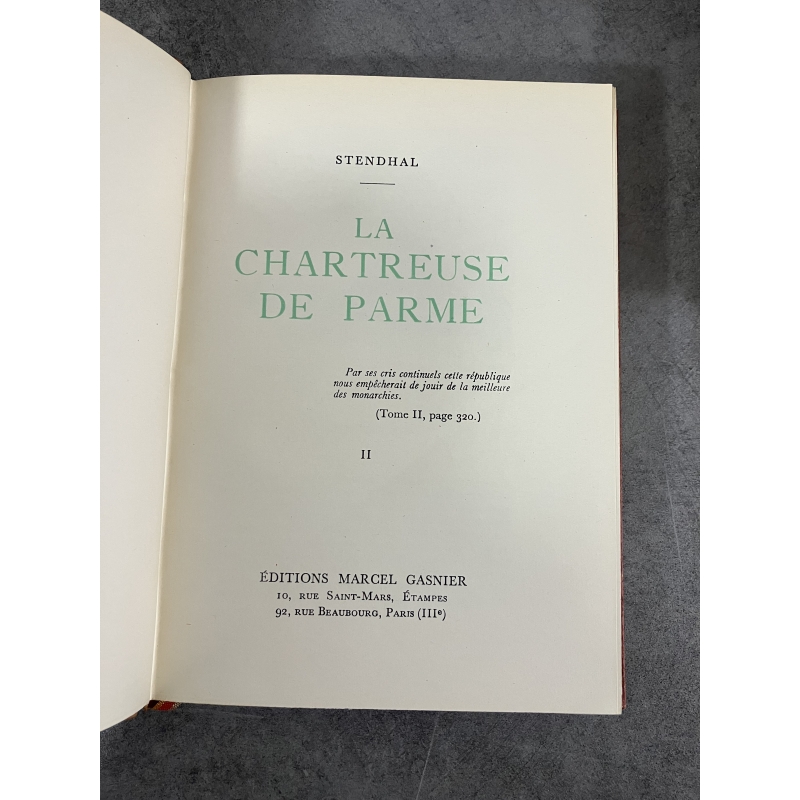 STENDHAL
LA
CHARTREUSE
DE PARME
Par ses cris continuels cette république
nous empêcherait de jouir de la meilleure
des monarchies.
(Tome II, page 320.)
II
ÉDITIONS MARCEL GASNIER
10, RUE SAINT-MARS, ÉTAMPES
92, RUE BEAUBOURG, PARIS (IIIe)